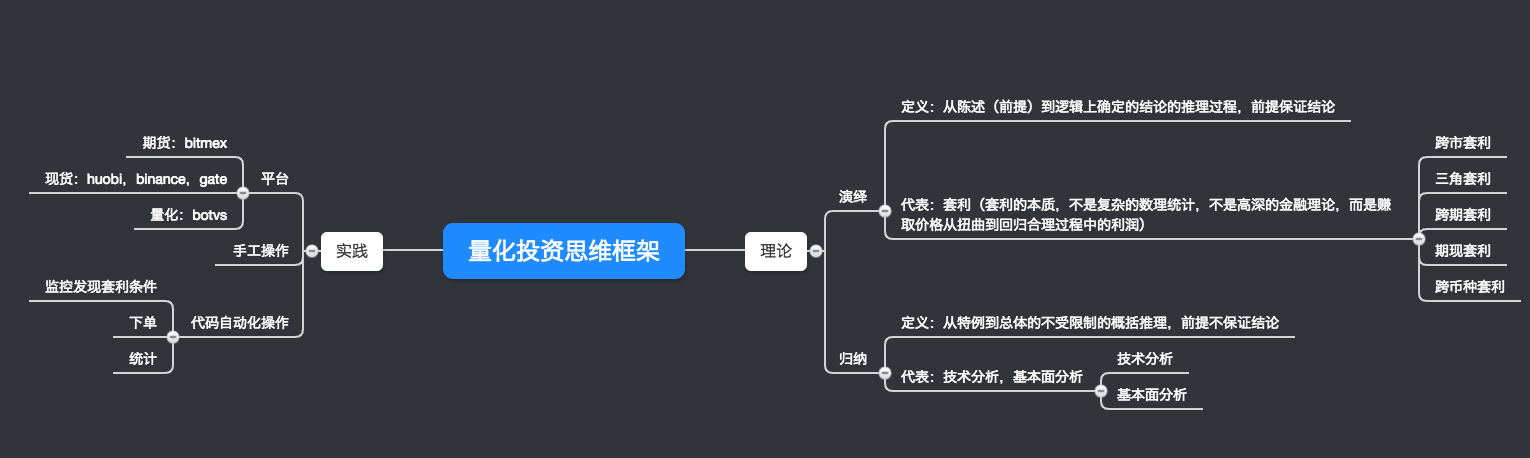 量化投资思维框架
实践
平台
期货：bitmex
现货：huobi，binance，gate
量化：botvs
手工操作
代码自动化操作
监控发现套利条件
下单
统计
理论
演绎
定义：从陈述（前提）到逻辑上确定的结论的推理过程，前提保证结论
代表：套利（套利的本质，不是复杂的数理统计，不是高深的金融理论，而是赚
取价格从扭曲到回归合理过程中的利润）
跨市套利
三角套利
跨期套利
期现套利
跨币种套利
归纳
定义：从特例到总体的不受限制的概括推理，前提不保证结论
代表：技术分析，基本面分析
技术分析
基本面分析